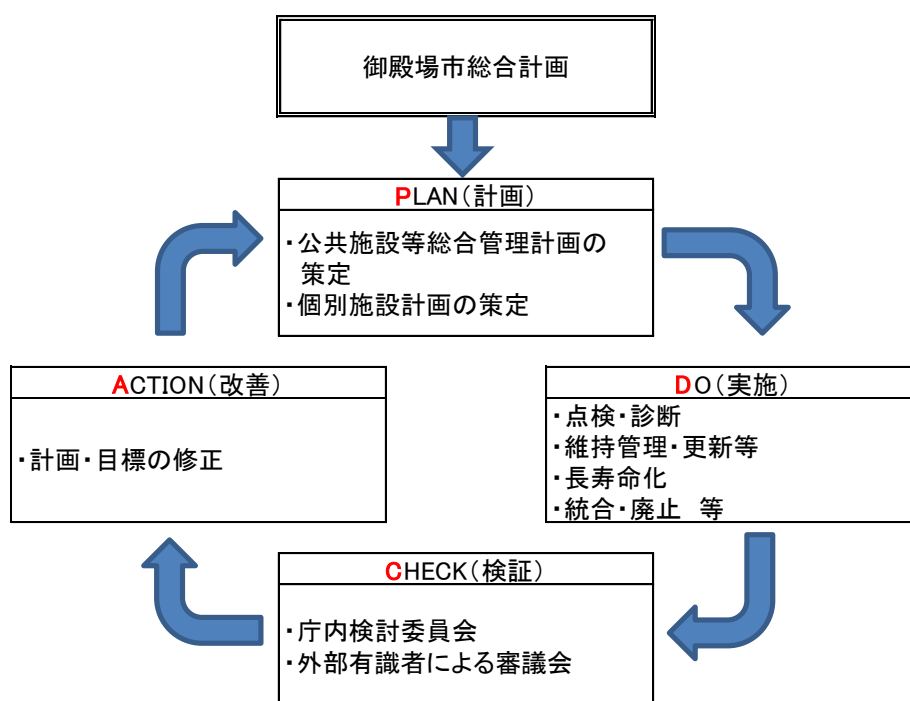 御殿場市総合計画
PLAN(計画)
・公共施設等総合管理計画の
策定
・個別施設計画の策定
ACTION(改善)
・計画・目標の修正
DO(実施)
・点検・診断
・維持管理・更新等
・長寿命化
・統合・廃止　等
CHECK(検証)
・庁内検討委員会
・外部有識者による審議会